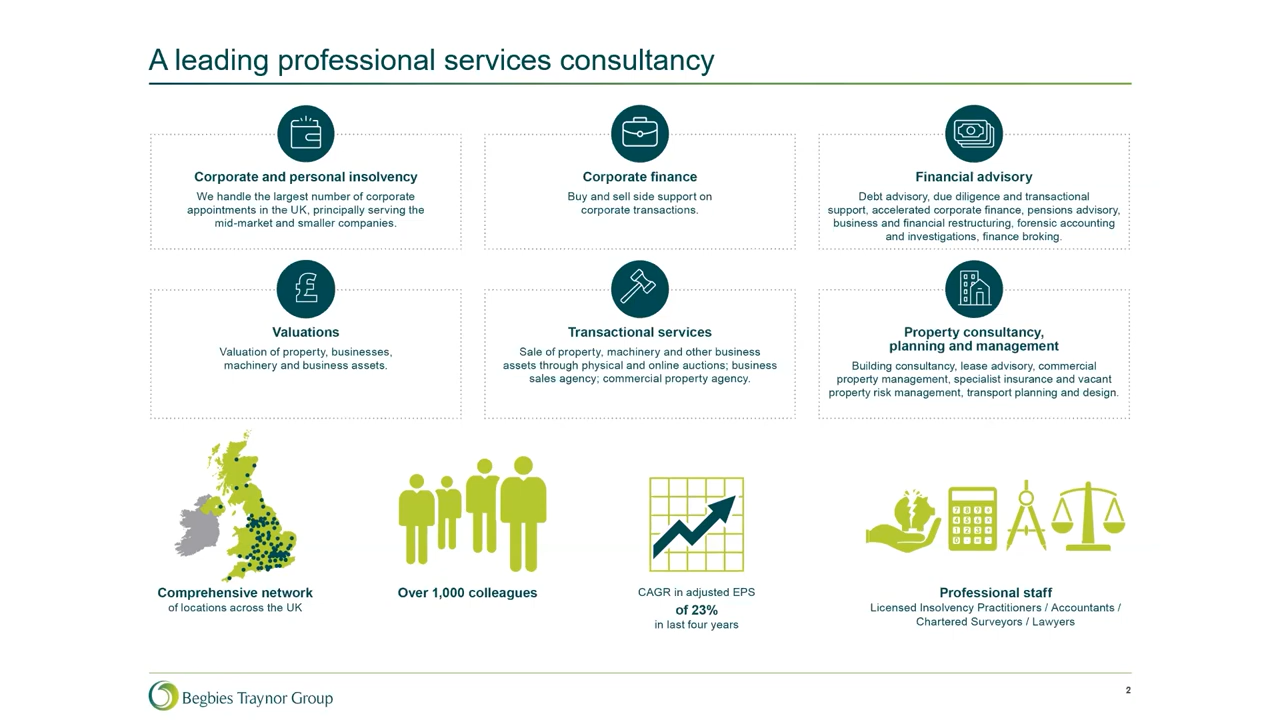 A leading professional services consultancy
Corporate and personal insolvency
We handle the largest number of corporate
appointments in the UK, principally serving the
mid-market and smaller companies.
Corporate finance
Buy and sell side support on
corporate transactions.
Financial advisory
Debt advisory, due diligence and transactional
support, accelerated corporate finance, pensions advisory,
business and financial restructuring, forensic accounting
and investigations, finance broking.
£
Valuations
Valuation of property, businesses,
machinery and business assets.
Transactional services
Sale of property, machinery and other business
assets through physical and online auctions; business
sales agency; commercial property agency.
Property consultancy,
planning and management
Building consultancy, lease advisory, commercial
property management, specialist insurance and vacant
property risk management, transport planning and design.
Comprehensive network
of locations across the UK
Over 1,000 colleagues
CAGR in adjusted EPS
of 23%
in last four years
Professional staff
Licensed Insolvency Practitioners / Accountants /
Chartered Surveyors / Lawyers
Begbies Traynor Group
2